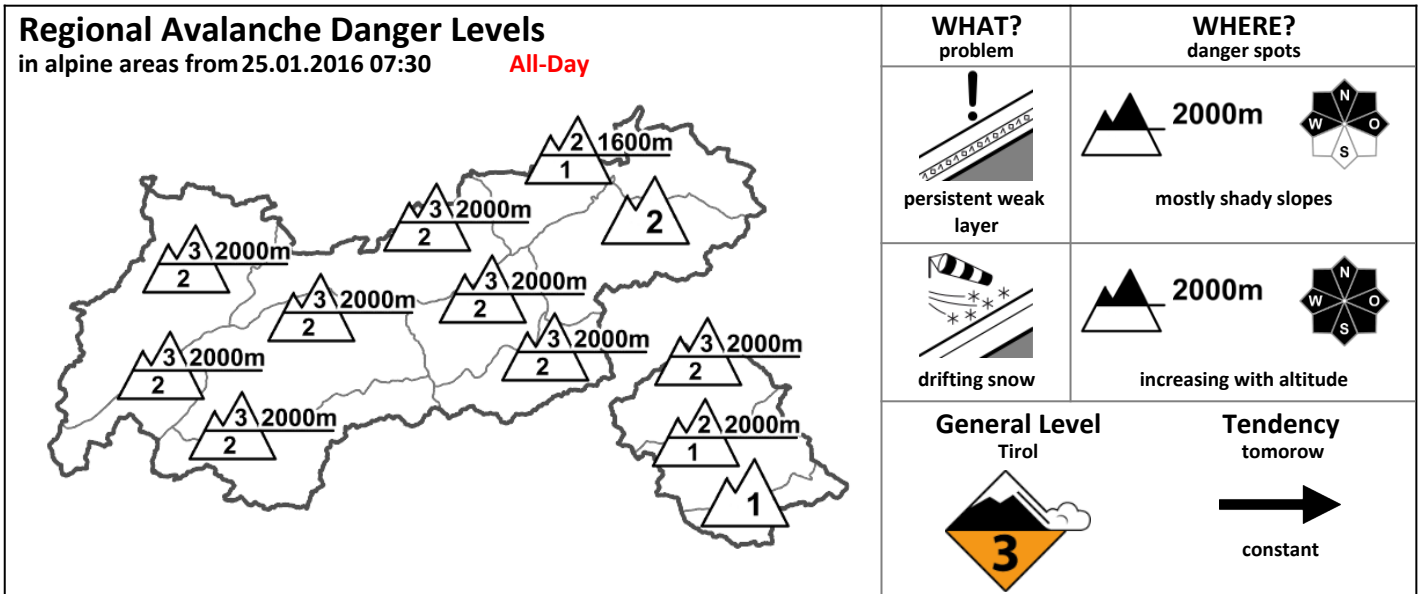 Regional Avalanche Danger Levels
in alpine areas from 25.01.2016 07:30 All-Day
2 1600m
1
2
3 2000m
2
3 2000m
2
3 2000m
2
3 2000m
2
3 2000m
2
3 2000m
2
3 2000m
2
3 2000m
2
2 2000m
1
1
WHAT?
problem
WHERE?
danger spots
persistent weak
layer
2000m
N
W O
S
mostly shady slopes
drifting snow
2000m
N
W O
S
increasing with altitude
General Level
Tirol
3
Tendency
tomorow
constant